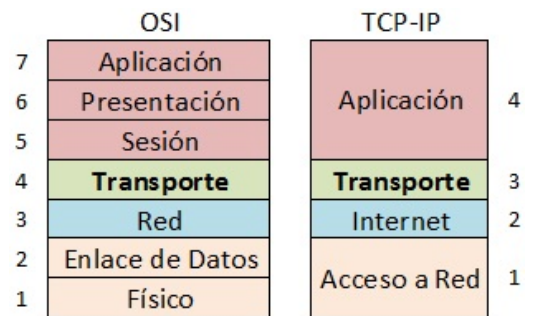 OSI TCP-IP
7 Aplicación
6 Presentación Aplicación 4
5 Sesión
4 Transporte Transporte 3
3 Red Internet 2
2 Enlace de Datos
Acceso a Red 1
1 Físico